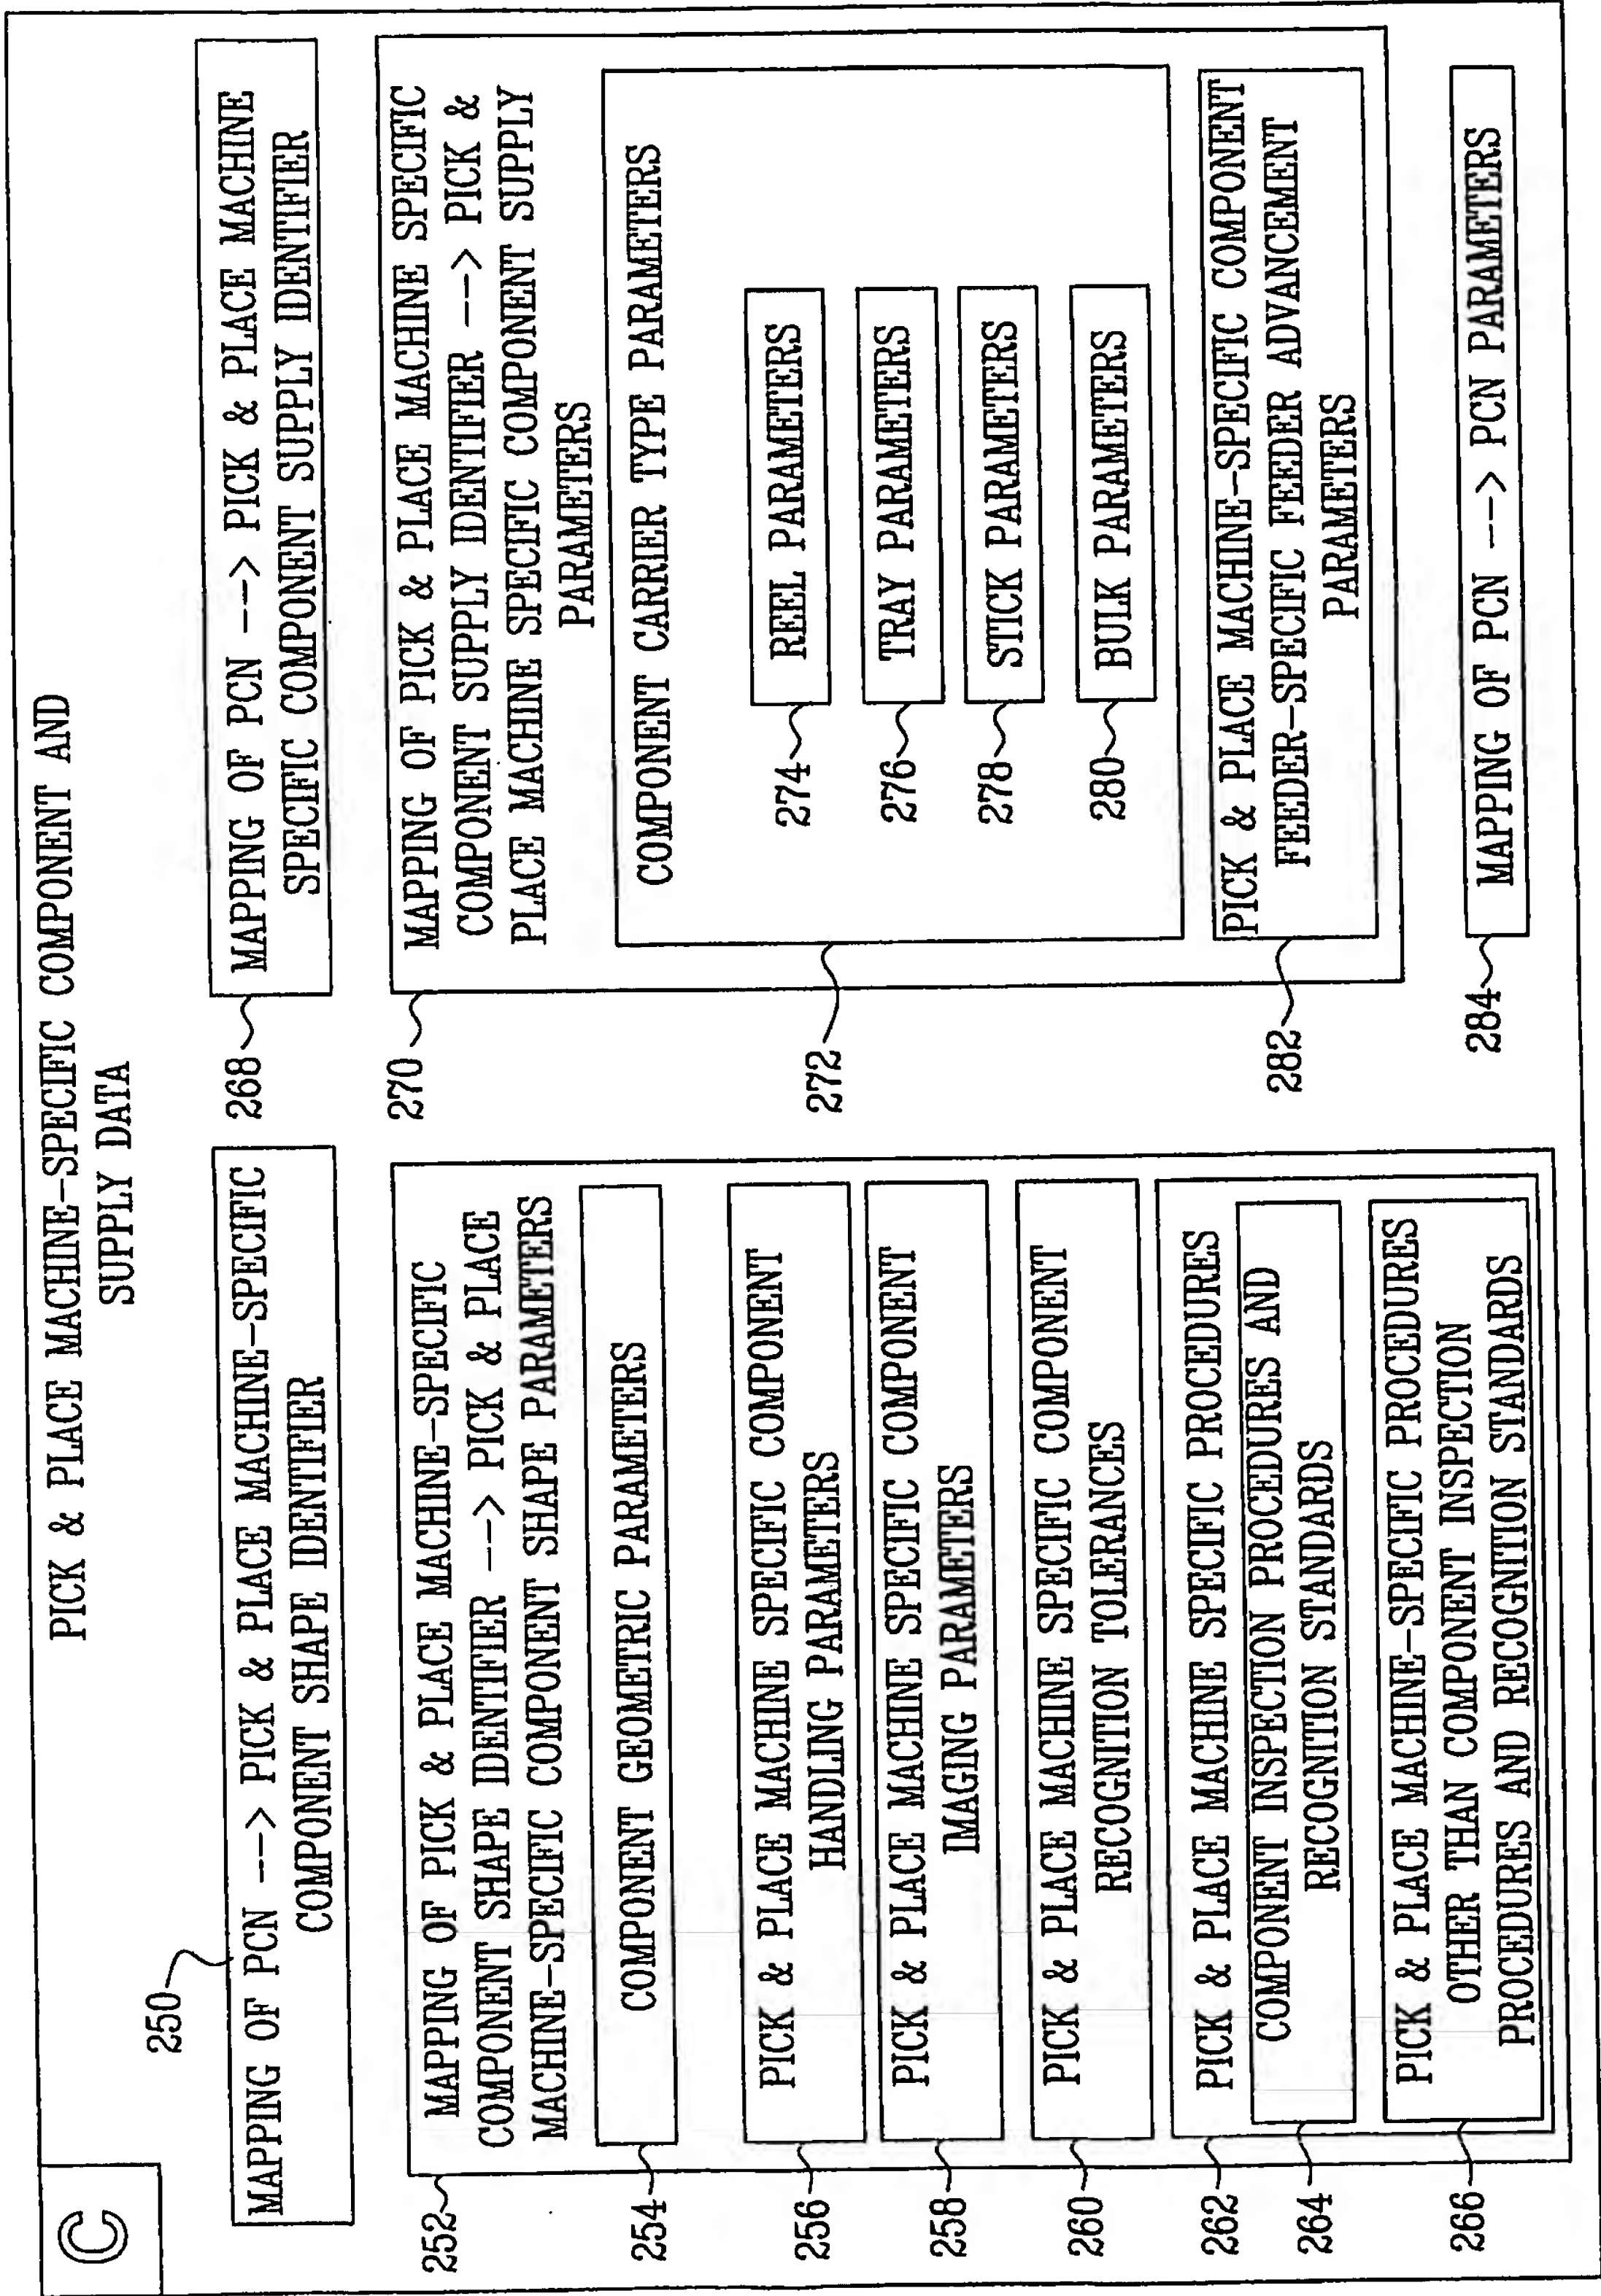 C
PICK & PLACE MACHINE-SPECIFIC COMPONENT AND
SUPPLY DATA
250
MAPPING OF PCN --> PICK & PLACE MACHINE-SPECIFIC
COMPONENT SHAPE IDENTIFIER
252
MAPPING OF PICK & PLACE MACHINE-SPECIFIC
COMPONENT SHAPE IDENTIFIER --> PICK & PLACE
MACHINE-SPECIFIC COMPONENT SHAPE PARAMETERS
254
COMPONENT GEOMETRIC PARAMETERS
256
PICK & PLACE MACHINE SPECIFIC COMPONENT
HANDLING PARAMETERS
258
PICK & PLACE MACHINE SPECIFIC COMPONENT
IMAGING PARAMETERS
260
PICK & PLACE MACHINE SPECIFIC COMPONENT
RECOGNITION TOLERANCES
262
PICK & PLACE MACHINE SPECIFIC PROCEDURES
264
COMPONENT INSPECTION PROCEDURES AND
RECOGNITION STANDARDS
266
PICK & PLACE MACHINE-SPECIFIC PROCEDURES
OTHER THAN COMPONENT INSPECTION
PROCEDURES AND RECOGNITION STANDARDS
268
MAPPING OF PCN --> PICK & PLACE MACHINE
SPECIFIC COMPONENT SUPPLY IDENTIFIER
270
MAPPING OF PICK & PLACE MACHINE SPECIFIC
COMPONENT SUPPLY IDENTIFIER --> PICK &
PLACE MACHINE SPECIFIC COMPONENT SUPPLY
PARAMETERS
272
COMPONENT CARRIER TYPE PARAMETERS
274
REEL PARAMETERS
276
TRAY PARAMETERS
278
STICK PARAMETERS
280
BULK PARAMETERS
282
PICK & PLACE MACHINE-SPECIFIC COMPONENT
FEEDER-SPECIFIC FEEDER ADVANCEMENT
PARAMETERS
284
MAPPING OF PCN --> PCN PARAMETERS